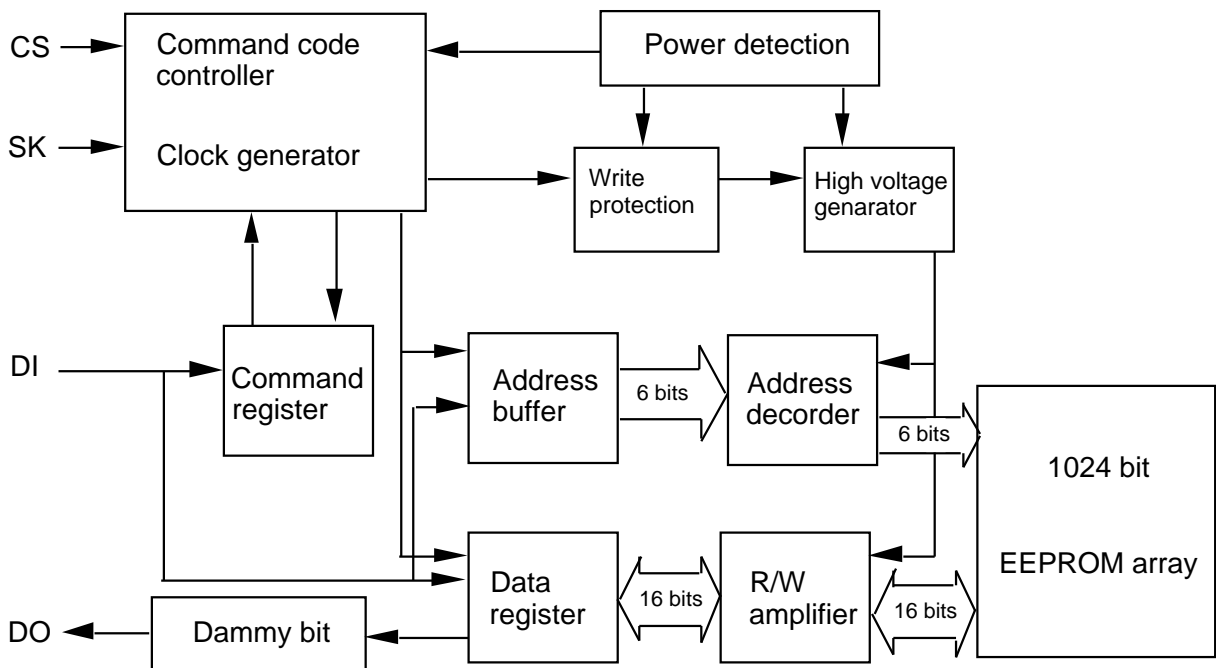 CS
Command code
controller
Power detection
SK
Clock generator
Write
protection
High voltage
genarator
DI
Command
register
Address
buffer
6 bits
Address
decorder
6 bits
1024 bit
EEPROM array
Data
register
16 bits
R/W
amplifier
16 bits
DO
Dammy bit